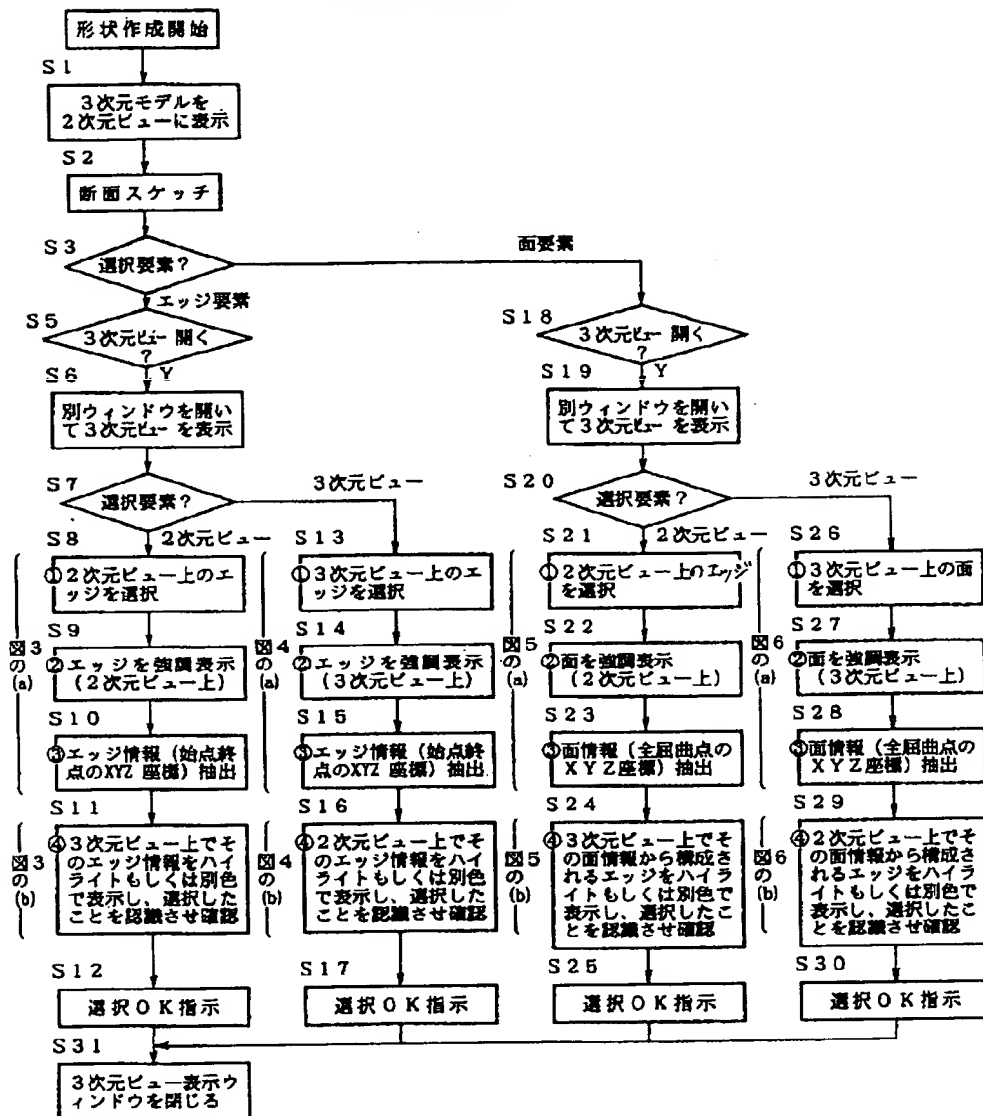 形状作成開始
S1
3次元モデルを
2次元ビューに表示
S2
断面スケッチ
S3
選択要素?
面要素
エッジ要素
S5
3次元ビュー 開く
?
Y
S6
別ウィンドウを開い
て3次元ビューを表示
S7
選択要素?
3次元ビュー
2次元ビュー
S8
①2次元ビュー上のエ
ッジを選択
S9
②エッジを強調表示
(2次元ビュー上)
S10
③エッジ情報(始点終
点のXYZ座標)抽出
S11
④3次元ビュー上でそ
のエッジ情報をハイ
ライトもしくは別色
で表示し、選択した
ことを認識させ確認
S12
選択OK指示
図3の(a)
図3の(b)
S13
①3次元ビュー上のエ
ッジを選択
S14
②エッジを強調表示
(3次元ビュー上)
S15
③エッジ情報(始点終
点のXYZ座標)抽出
S16
④2次元ビュー上でそ
のエッジ情報をハイ
ライトもしくは別色
で表示し、選択した
ことを認識させ確認
S17
選択OK指示
図4の(a)
図4の(b)
S18
3次元ビュー 開く
?
Y
S19
別ウィンドウを開い
て3次元ビューを表示
S20
選択要素?
3次元ビュー
2次元ビュー
S21
①2次元ビュー上のエッジ
を選択
S22
②面を強調表示
(2次元ビュー上)
S23
③面情報(全屈曲点の
XYZ座標)抽出
S24
④3次元ビュー上でそ
の面情報から構成さ
れるエッジをハイラ
イトもしくは別色で
表示し、選択したこ
とを認識させ確認
S25
選択OK指示
図5の(a)
図5の(b)
S26
①3次元ビュー上の面
を選択
S27
②面を強調表示
(3次元ビュー上)
S28
③面情報(全屈曲点の
XYZ座標)抽出
S29
④2次元ビュー上でそ
の面情報から構成さ
れるエッジをハイラ
イトもしくは別色で
表示し、選択したこ
とを認識させ確認
S30
選択OK指示
図6の(a)
図6の(b)
S31
3次元ビュー表示ウ
ィンドウを閉じる